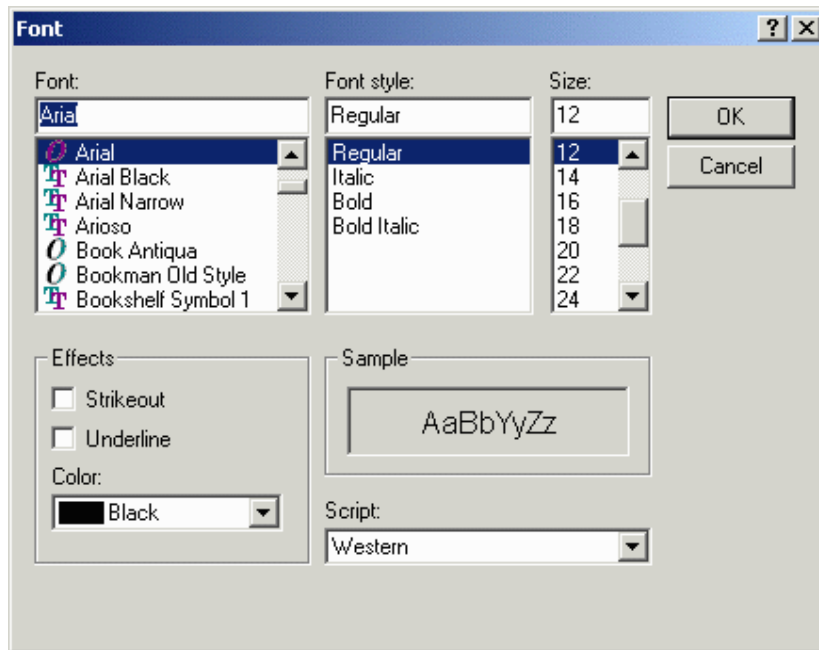 Font
Font:
Arial
Arial
Arial Black
Arial Narrow
Arioso
Book Antiqua
Bookman Old Style
Bookshelf Symbol 1
Font style:
Regular
Regular
Italic
Bold
Bold Italic
Size:
12
12
14
16
18
20
22
24
OK
Cancel
Effects
Strikeout
Underline
Color:
Black
Sample
AaBbYyZz
Script:
Western